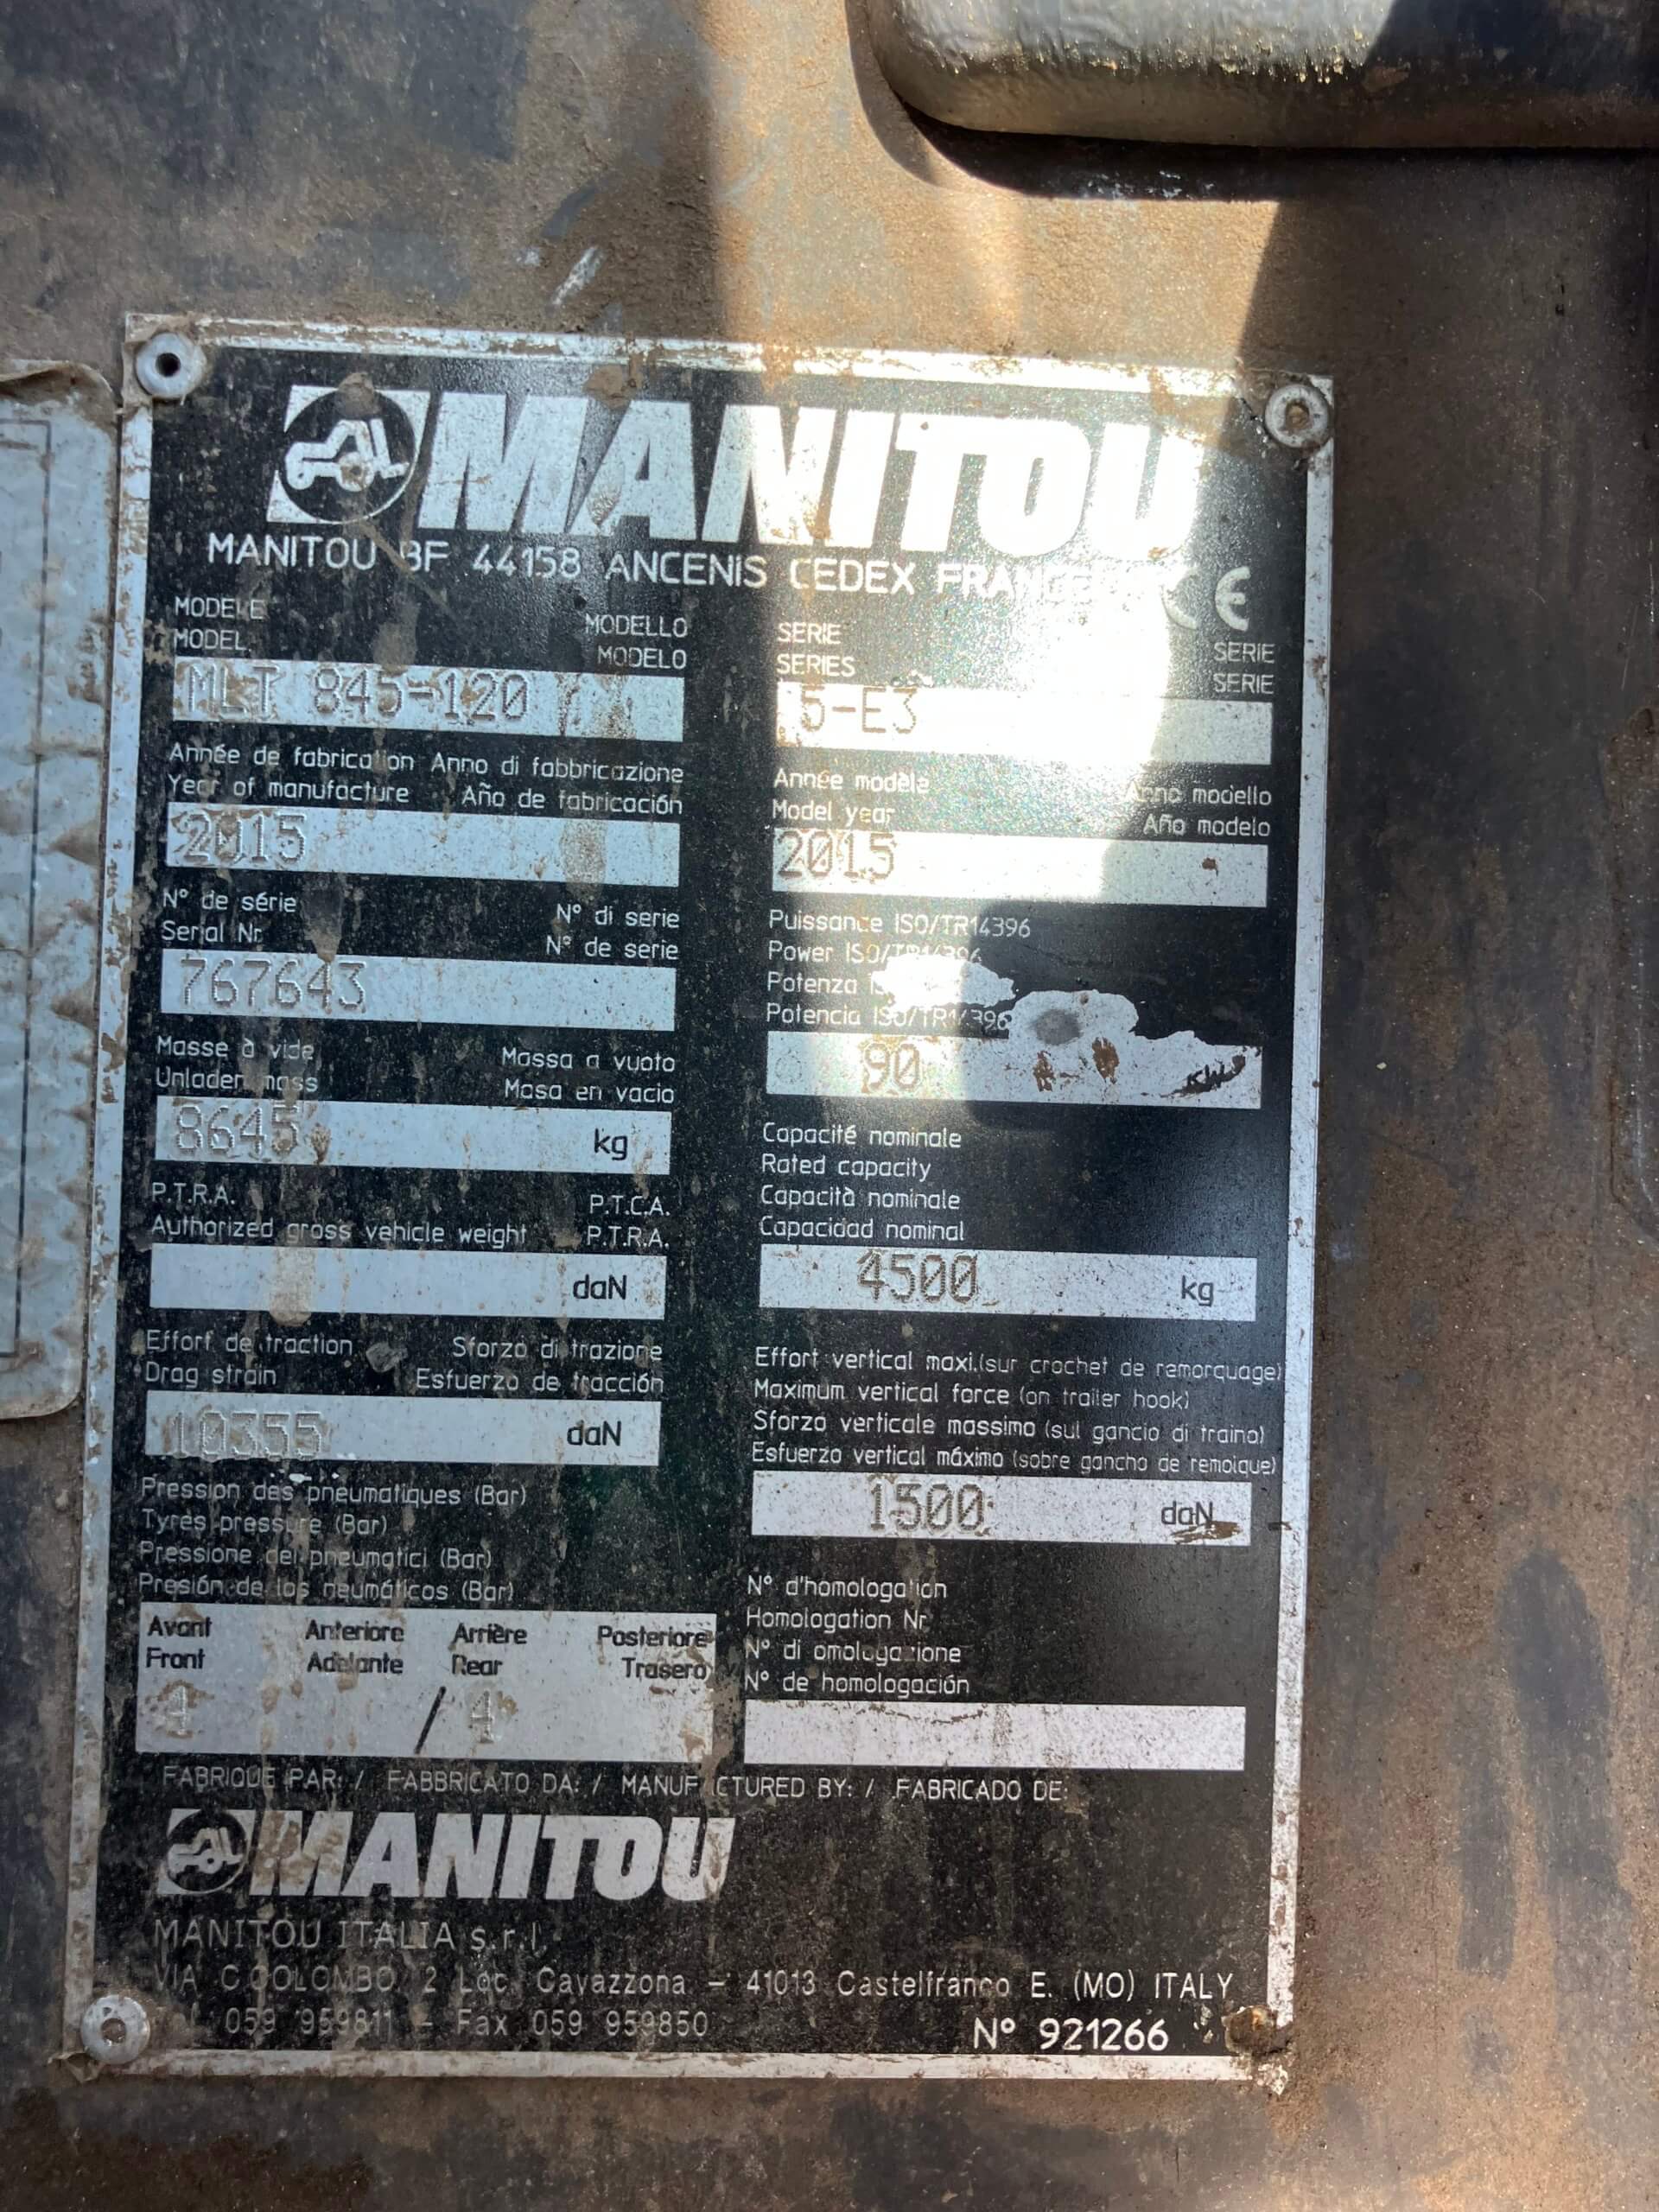 MANITOU
MANITOU BF 44158 ANCENIS CEDEX FRANCE CE
MODELE MODELLO
MODEL MODELO
MLT 845-120
SERIE SERIE
SERIES SERIE
5-E3
Année de fabrication Anno di fabbricazione
Year of manufacture Año de fabricación
2015
Année modèle Anno modello
Model year Año modelo
2015
N° de série N° di serie
Serial Nr N° de serie
767643
Puissance ISO/TR14396
Power ISO/TR14396
Potenza
Potencia ISO/TR14396
90
Masse à vide Massa a vuoto
Unladen mass Masa en vacio
8645 kg
Capacité nominale
Rated capacity
Capacità nominale
Capacidad nominal
4500 kg
P.T.R.A. P.T.C.A.
Authorized gross vehicle weight P.T.R.A.
daN
Effort de traction Sforzo di trazione
Drag strain Esfuerzo de tracción
10355 daN
Effort vertical maxi.(sur crochet de remorquage)
Maximum vertical force (on trailer hook)
Sforzo verticale massimo (sul gancio di traino)
Esfuerzo vertical máximo (sobre gancho de remolque)
1500 daN
Pression des pneumatiques (Bar)
Tyres pressure (Bar)
Pressione dei pneumatici (Bar)
Presión de los neumáticos (Bar)
Avant Anteriore Arrière Posteriore
Front Adelante Rear Trasero
4 / 4
N° d'homologation
Homologation Nr
N° di omologazione
N° de homologación
FABRIQUE PAR: / FABBRICATO DA: / MANUFACTURED BY: / FABRICADO DE:
MANITOU
MANITOU ITALIA s.r.l.
VIA C.COLOMBO, 2 Loc. Cavazzona - 41013 Castelfranco E. (MO) ITALY
059 959811 - Fax 059 959850
N° 921266